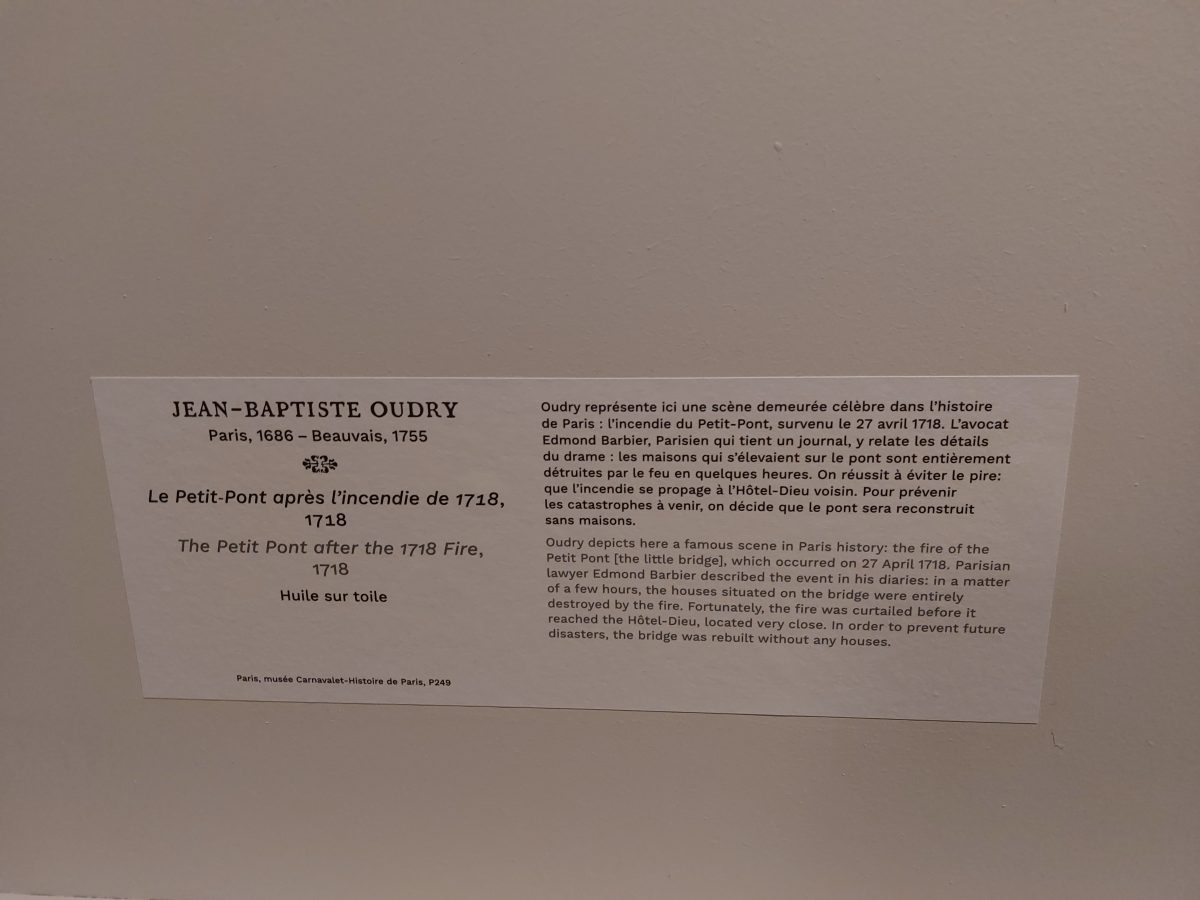 JEAN-BAPTISTE OUDRY
Paris, 1686 – Beauvais, 1755
Le Petit-Pont après l'incendie de 1718,
1718
The Petit Pont after the 1718 Fire,
1718
Huile sur toile
Paris, musée Carnavalet-Histoire de Paris, P249
Oudry représente ici une scène demeurée célèbre dans l'histoire
de Paris : l'incendie du Petit-Pont, survenu le 27 avril 1718. L'avocat
Edmond Barbier, Parisien qui tient un journal, y relate les détails
du drame : les maisons qui s'élevaient sur le pont sont entièrement
détruites par le feu en quelques heures. On réussit à éviter le pire:
que l'incendie se propage à l'Hôtel-Dieu voisin. Pour prévenir
les catastrophes à venir, on décide que le pont sera reconstruit
sans maisons.
Oudry depicts here a famous scene in Paris history: the fire of the
Petit Pont [the little bridge], which occurred on 27 April 1718. Parisian
lawyer Edmond Barbier described the event in his diaries: in a matter
of a few hours, the houses situated on the bridge were entirely
destroyed by the fire. Fortunately, the fire was curtailed before it
reached the Hôtel-Dieu, located very close. In order to prevent future
disasters, the bridge was rebuilt without any houses.